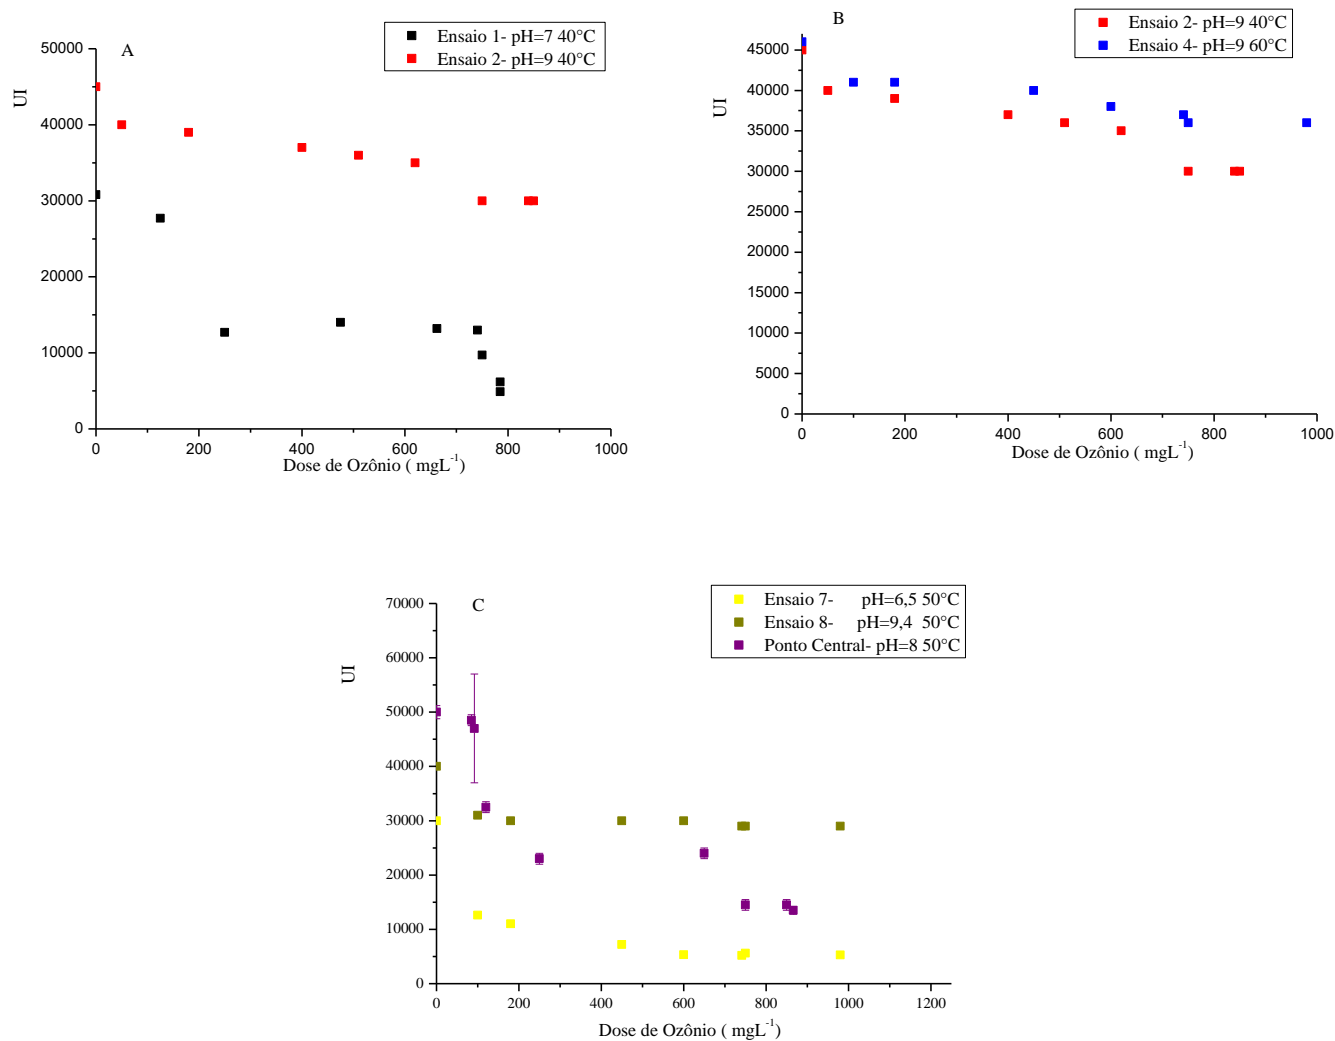 A
Ensaio 1- pH=7 40°C
Ensaio 2- pH=9 40°C
UI
50000
40000
30000
20000
10000
0
0 200 400 600 800 1000
Dose de Ozônio ( mgL-1)
B
Ensaio 2- pH=9 40°C
Ensaio 4- pH=9 60°C
UI
45000
40000
35000
30000
25000
20000
15000
10000
5000
0
0 200 400 600 800 1000
Dose de Ozônio ( mgL-1)
C
Ensaio 7- pH=6,5 50°C
Ensaio 8- pH=9,4 50°C
Ponto Central- pH=8 50°C
UI
70000
60000
50000
40000
30000
20000
10000
0
0 200 400 600 800 1000 1200
Dose de Ozônio ( mgL-1)